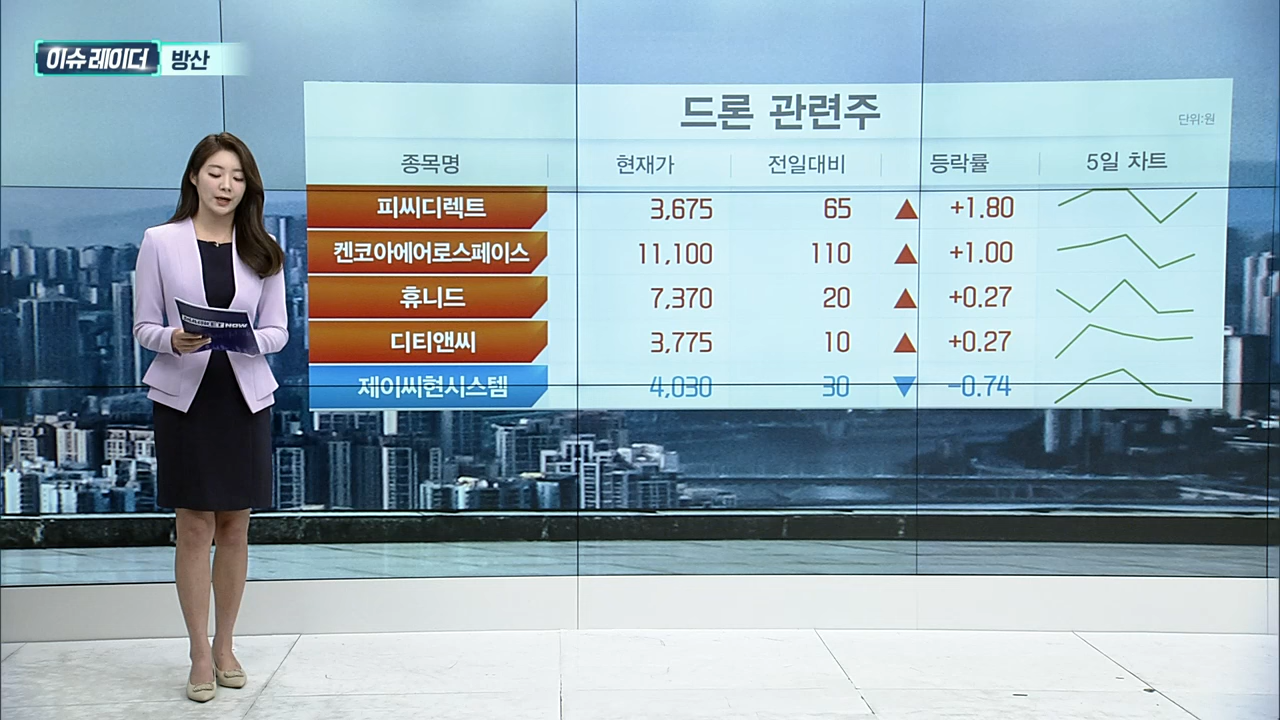 이슈레이더 방산
드론 관련주
단위:원
종목명 현재가 전일대비 등락률 5일 차트
피씨디렉트 3,675 65 ▲ +1.80
켄코아에어로스페이스 11,100 110 ▲ +1.00
휴니드 7,370 20 ▲ +0.27
디티앤씨 3,775 10 ▲ +0.27
제이씨현시스템 4,030 30 ▼ -0.74
MARKET NOW